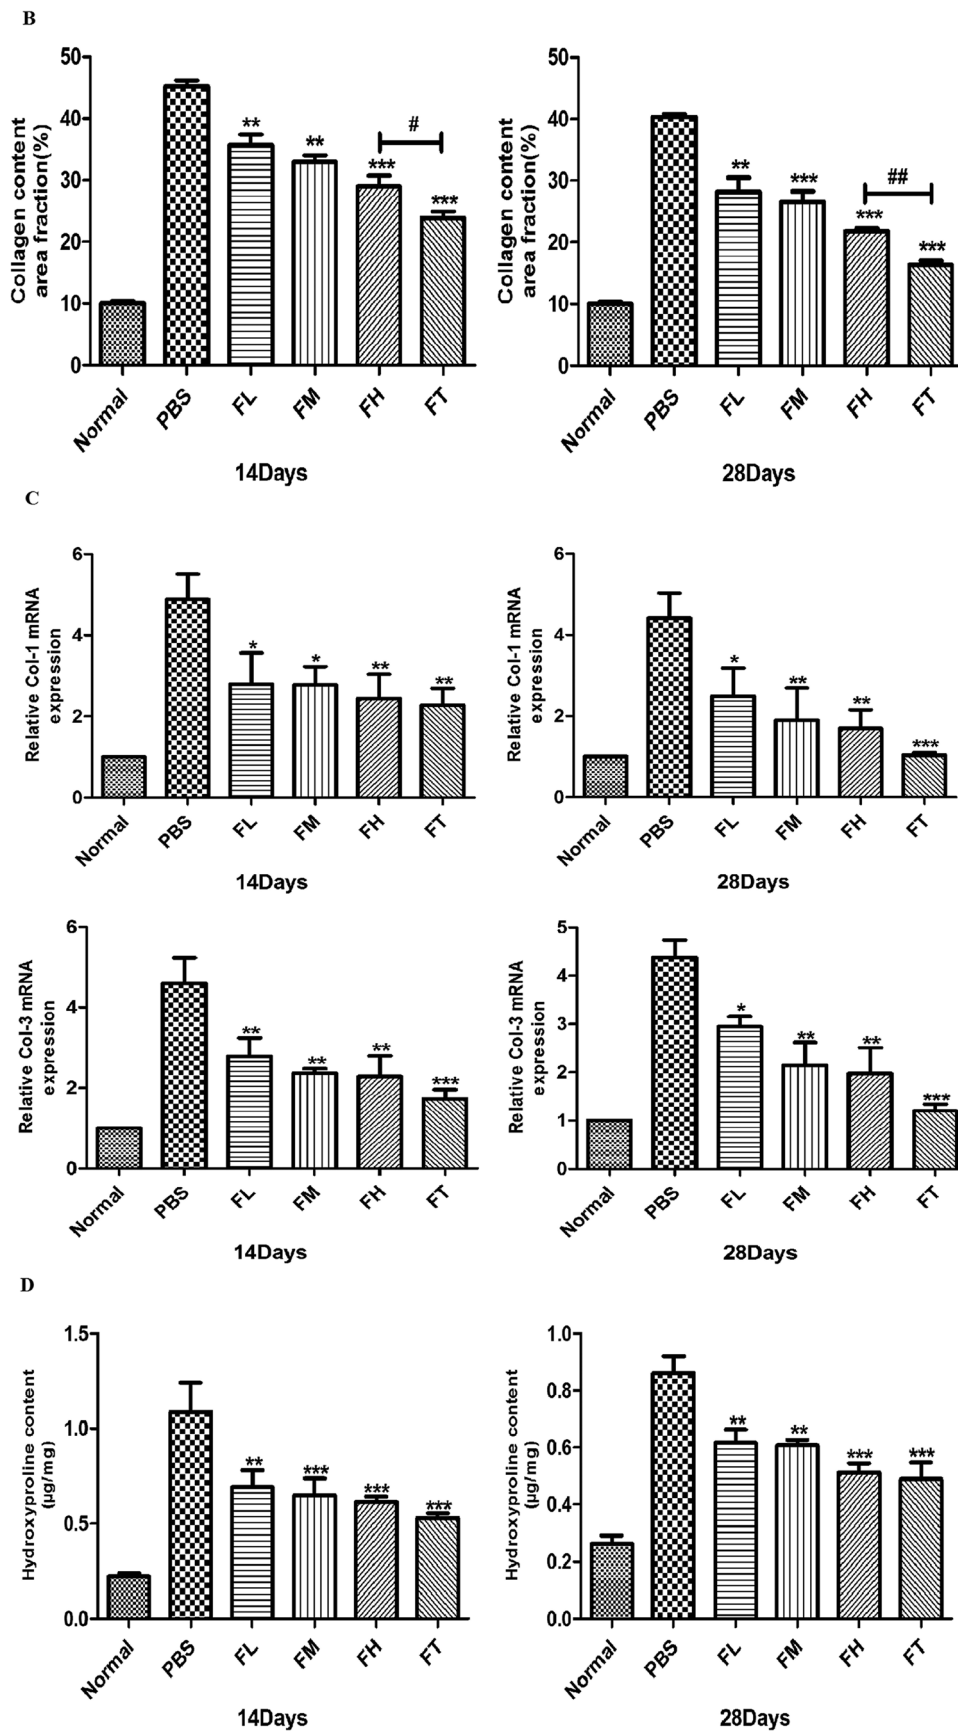 B
50
40
30
20
10
0
Collagen content
area fraction(%)
**
**
***
***
#
Normal
PBS
FL
FM
FH
FT
14Days
50
40
30
20
10
0
Collagen content
area fraction(%)
**
***
***
***
##
Normal
PBS
FL
FM
FH
FT
28Days
C
6
4
2
0
Relative Col-1 mRNA
expression
*
*
**
**
Normal
PBS
FL
FM
FH
FT
14Days
6
4
2
0
Relative Col-1 mRNA
expression
*
**
**
***
Normal
PBS
FL
FM
FH
FT
28Days
6
4
2
0
Relative Col-3 mRNA
expression
**
**
**
***
Normal
PBS
FL
FM
FH
FT
14Days
5
4
3
2
1
0
Relative Col-3 mRNA
expression
*
**
**
***
Normal
PBS
FL
FM
FH
FT
28Days
D
1.5
1.0
0.5
0.0
Hydroxyproline content
(µg/mg)
**
***
***
***
Normal
PBS
FL
FM
FH
FT
14Days
1.0
0.8
0.6
0.4
0.2
0.0
Hydroxyproline content
(µg/mg)
**
**
***
***
Normal
PBS
FL
FM
FH
FT
28Days